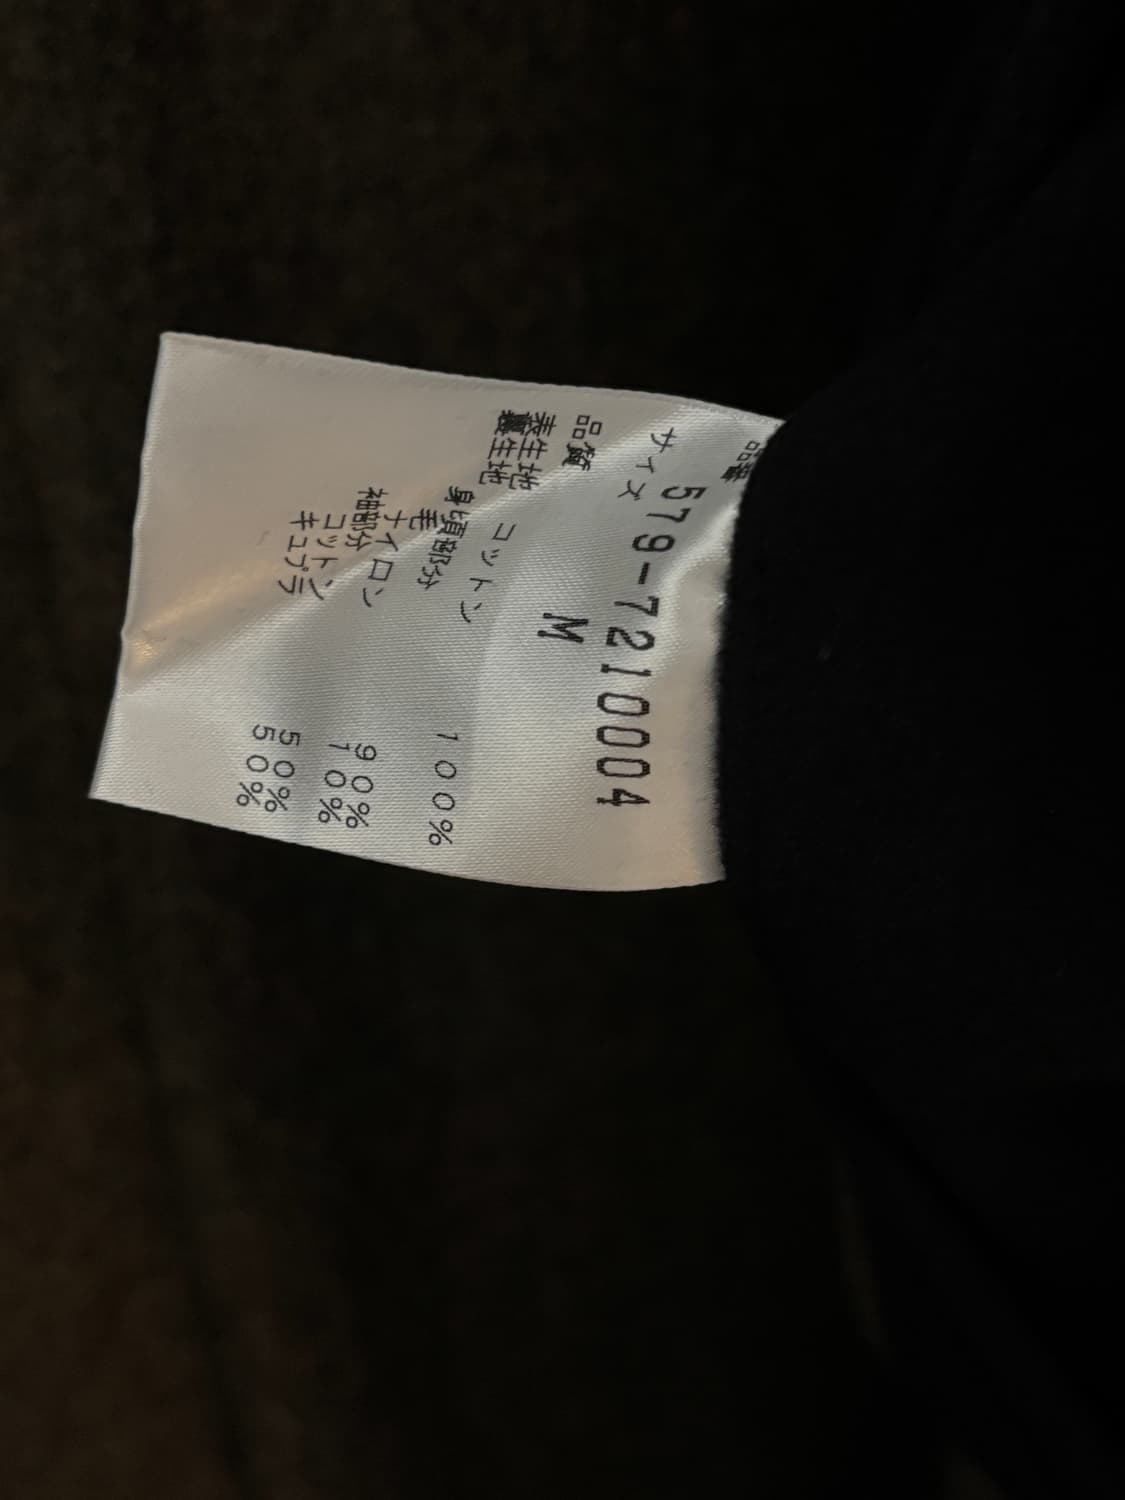 品番
579-7210004
サイズ M
品質
表生地 コットン 100%
裏生地
身頃部分
毛 90%
ナイロン 10%
袖部分
コットン 50%
キュプラ 50%